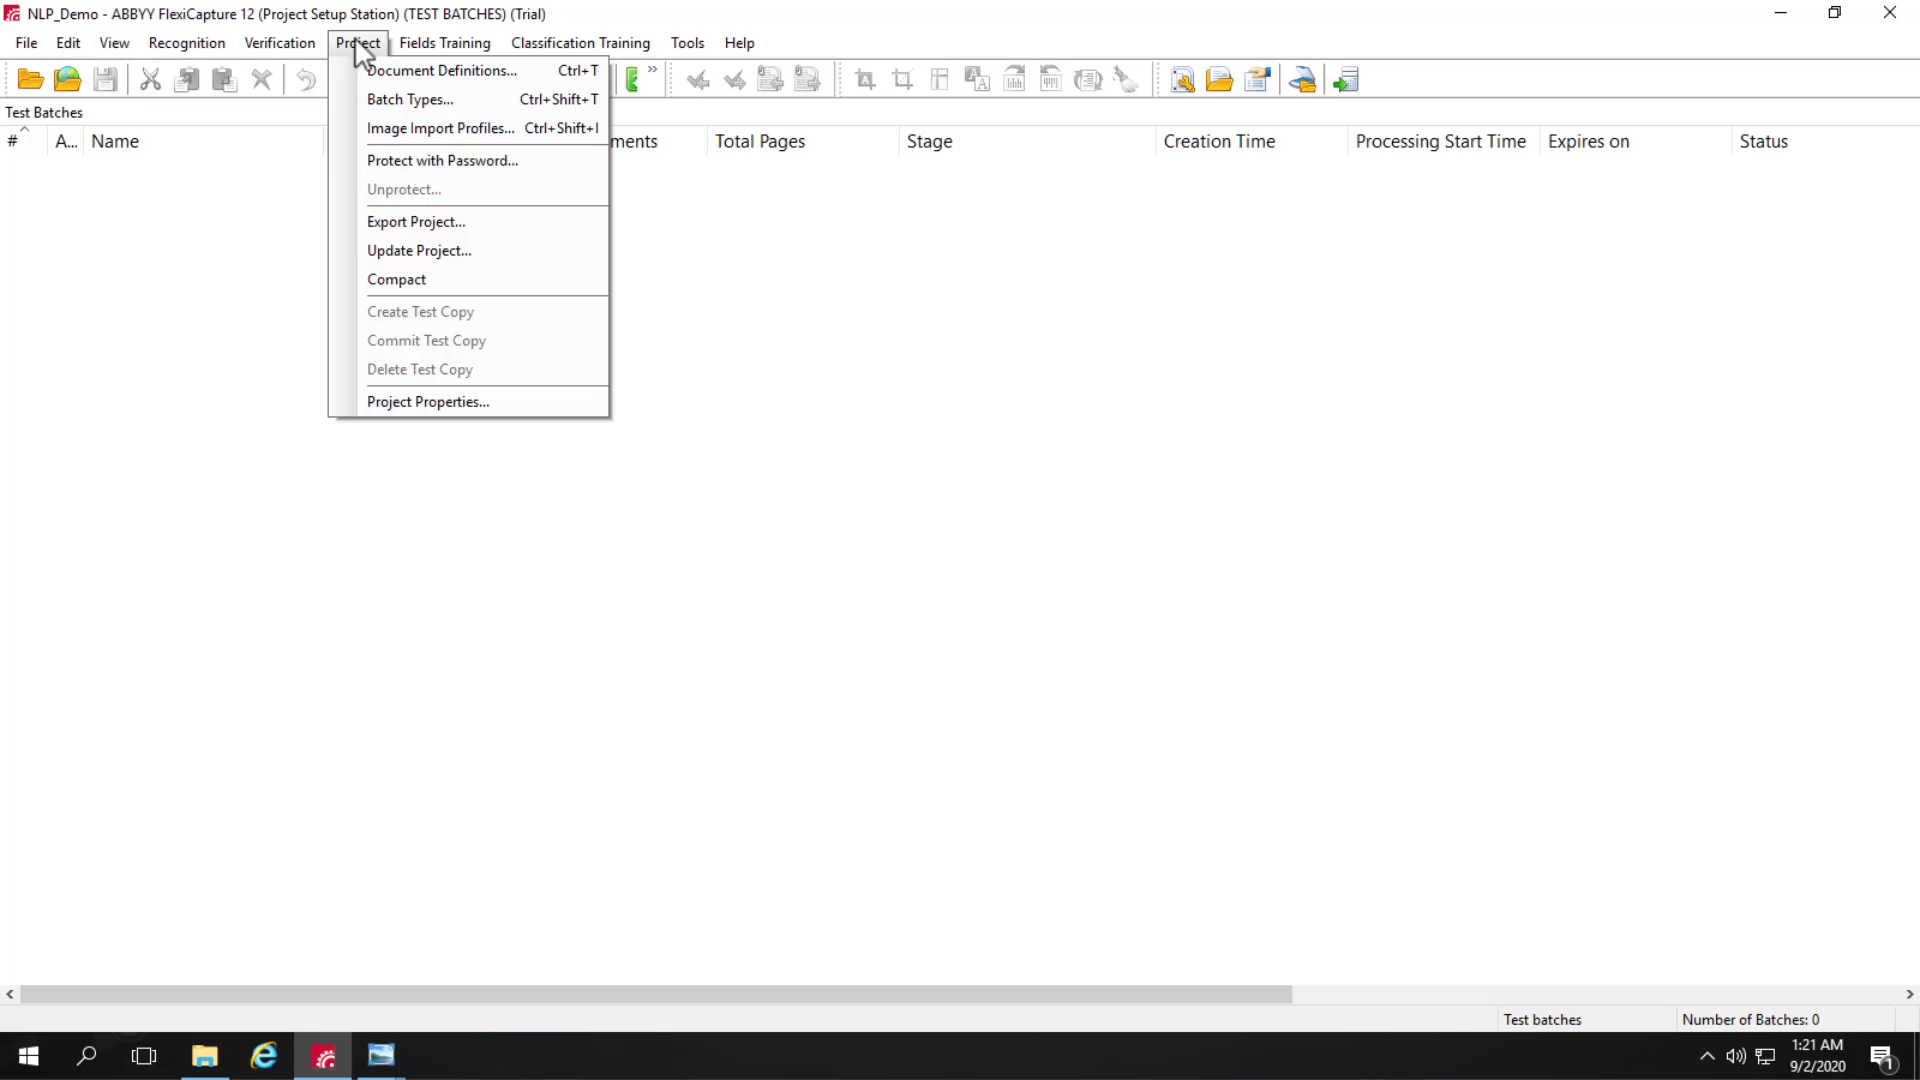 NLP_Demo - ABBYY FlexiCapture 12 (Project Setup Station) (TEST BATCHES) (Trial)
File Edit View Recognition Verification Project Fields Training Classification Training Tools Help
Document Definitions... Ctrl+T
Batch Types... Ctrl+Shift+T
Image Import Profiles... Ctrl+Shift+I
Protect with Password...
Unprotect...
Export Project...
Update Project...
Compact
Create Test Copy
Commit Test Copy
Delete Test Copy
Project Properties...
Test Batches
# A... Name ments Total Pages Stage Creation Time Processing Start Time Expires on Status
Test batches Number of Batches: 0
1:21 AM
9/2/2020
1